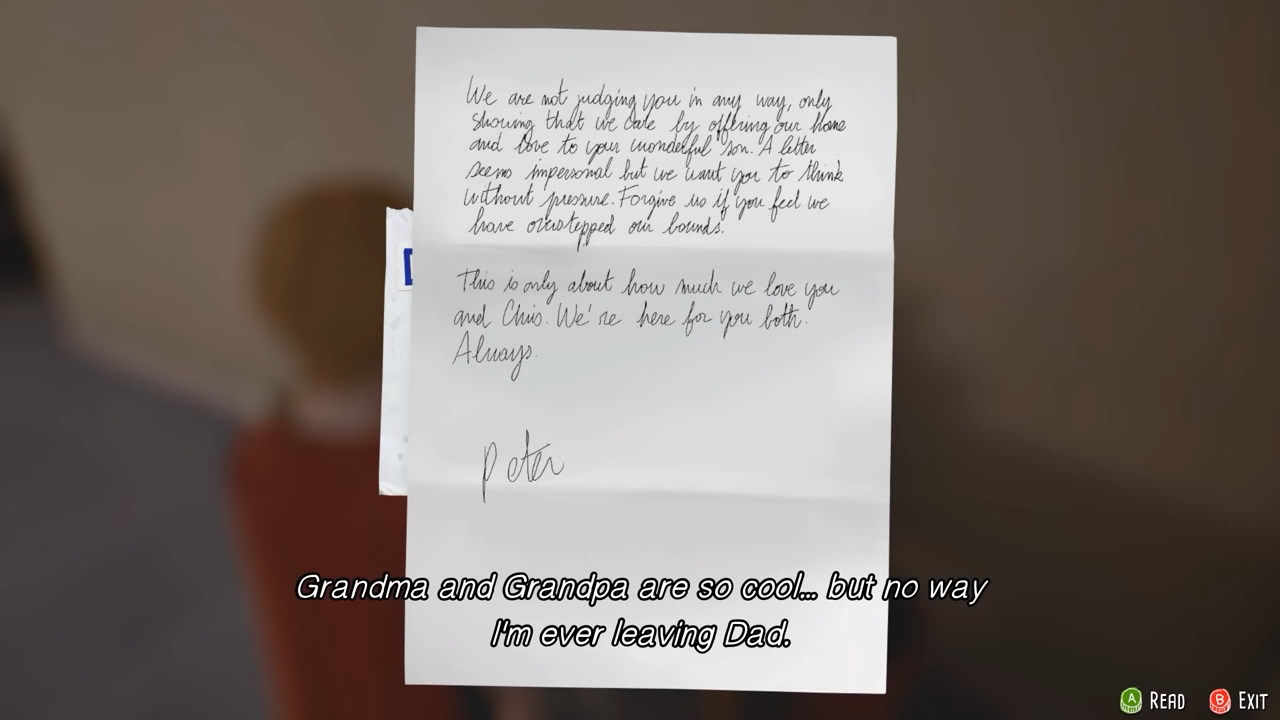 We are not judging you in any way, only
showing that we care by offering our home
and love to your wonderful son. A letter
seems impersonal but we want you to think
without pressure. Forgive us if you feel we
have overstepped our bounds.
This is only about how much we love you
and Chris. We're here for you both.
Always.
Peter
Grandma and Grandpa are so cool... but no way
I'm ever leaving Dad.
A READ B EXIT